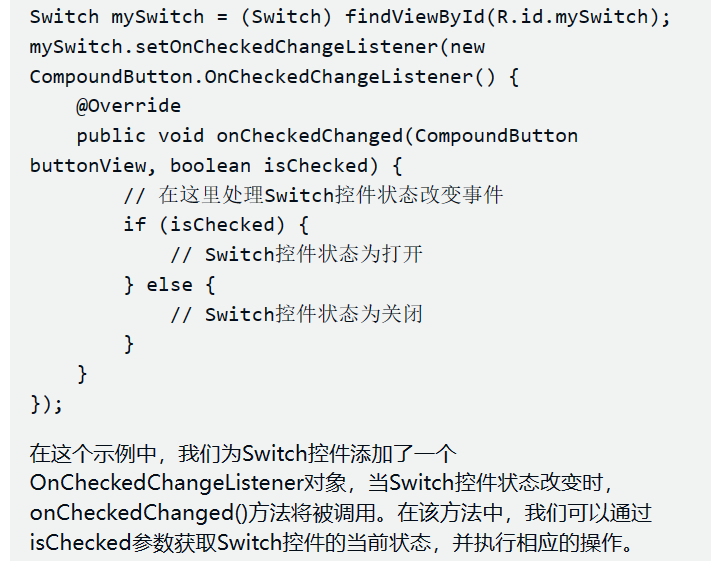 Switch mySwitch = (Switch) findViewById(R.id.mySwitch);
mySwitch.setOnCheckedChangeListener(new
CompoundButton.OnCheckedChangeListener() {
    @Override
    public void onCheckedChanged(CompoundButton
buttonView, boolean isChecked) {
        // 在这里处理Switch控件状态改变事件
        if (isChecked) {
            // Switch控件状态为打开
        } else {
            // Switch控件状态为关闭
        }
    }
});
在这个示例中，我们为Switch控件添加了一个
OnCheckedChangeListener对象，当Switch控件状态改变时，
onCheckedChanged()方法将被调用。在该方法中，我们可以通过
isChecked参数获取Switch控件的当前状态，并执行相应的操作。